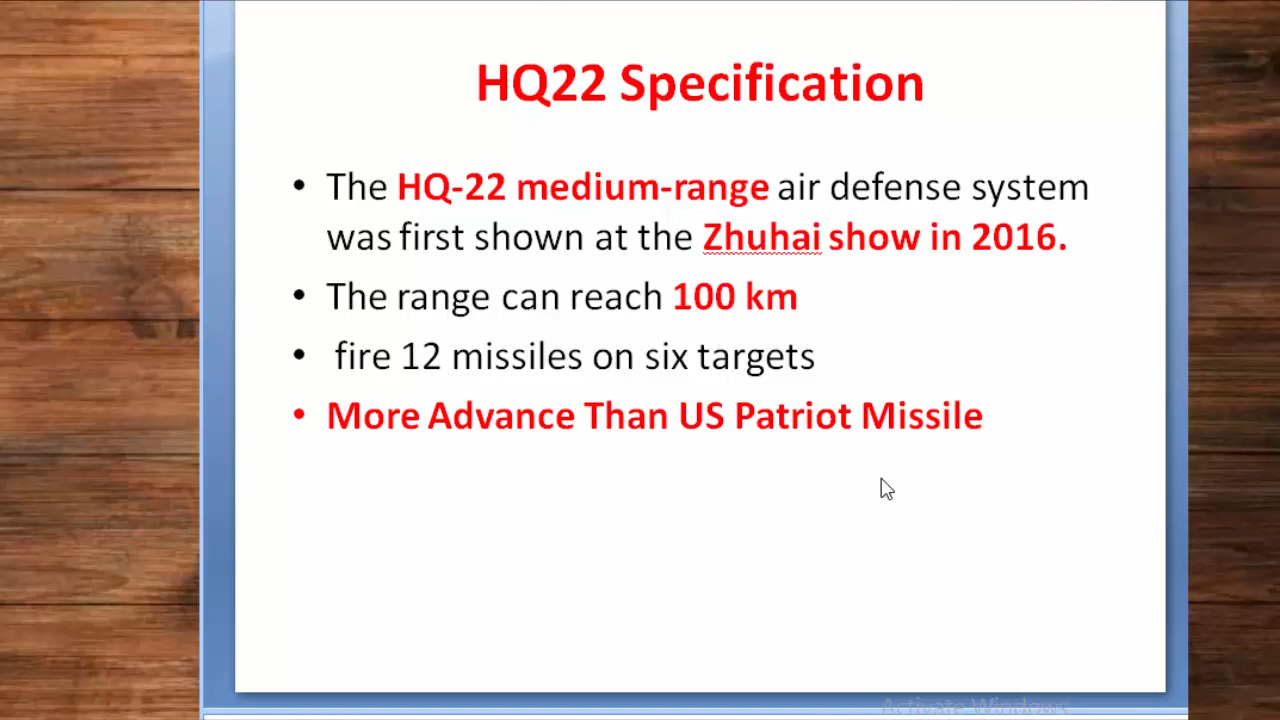 HQ22 Specification
• The HQ-22 medium-range air defense system
was first shown at the Zhuhai show in 2016.
• The range can reach 100 km
• fire 12 missiles on six targets
• More Advance Than US Patriot Missile
Activate Windows